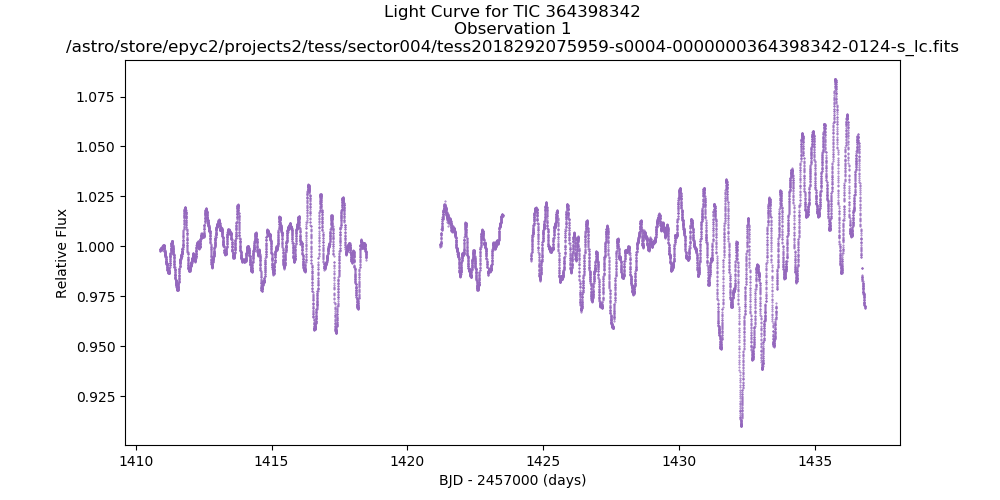 Light Curve for TIC 364398342
Observation 1
/astro/store/epyc2/projects2/tess/sector004/tess2018292075959-s0004-0000000364398342-0124-s_lc.fits
1.075
1.050
1.025
1.000
0.975
0.950
0.925
Relative Flux
1410
1415
1420
1425
1430
1435
BJD - 2457000 (days)